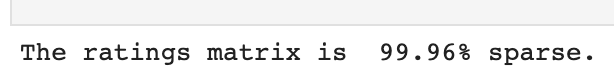 The ratings matrix is  99.96% sparse.